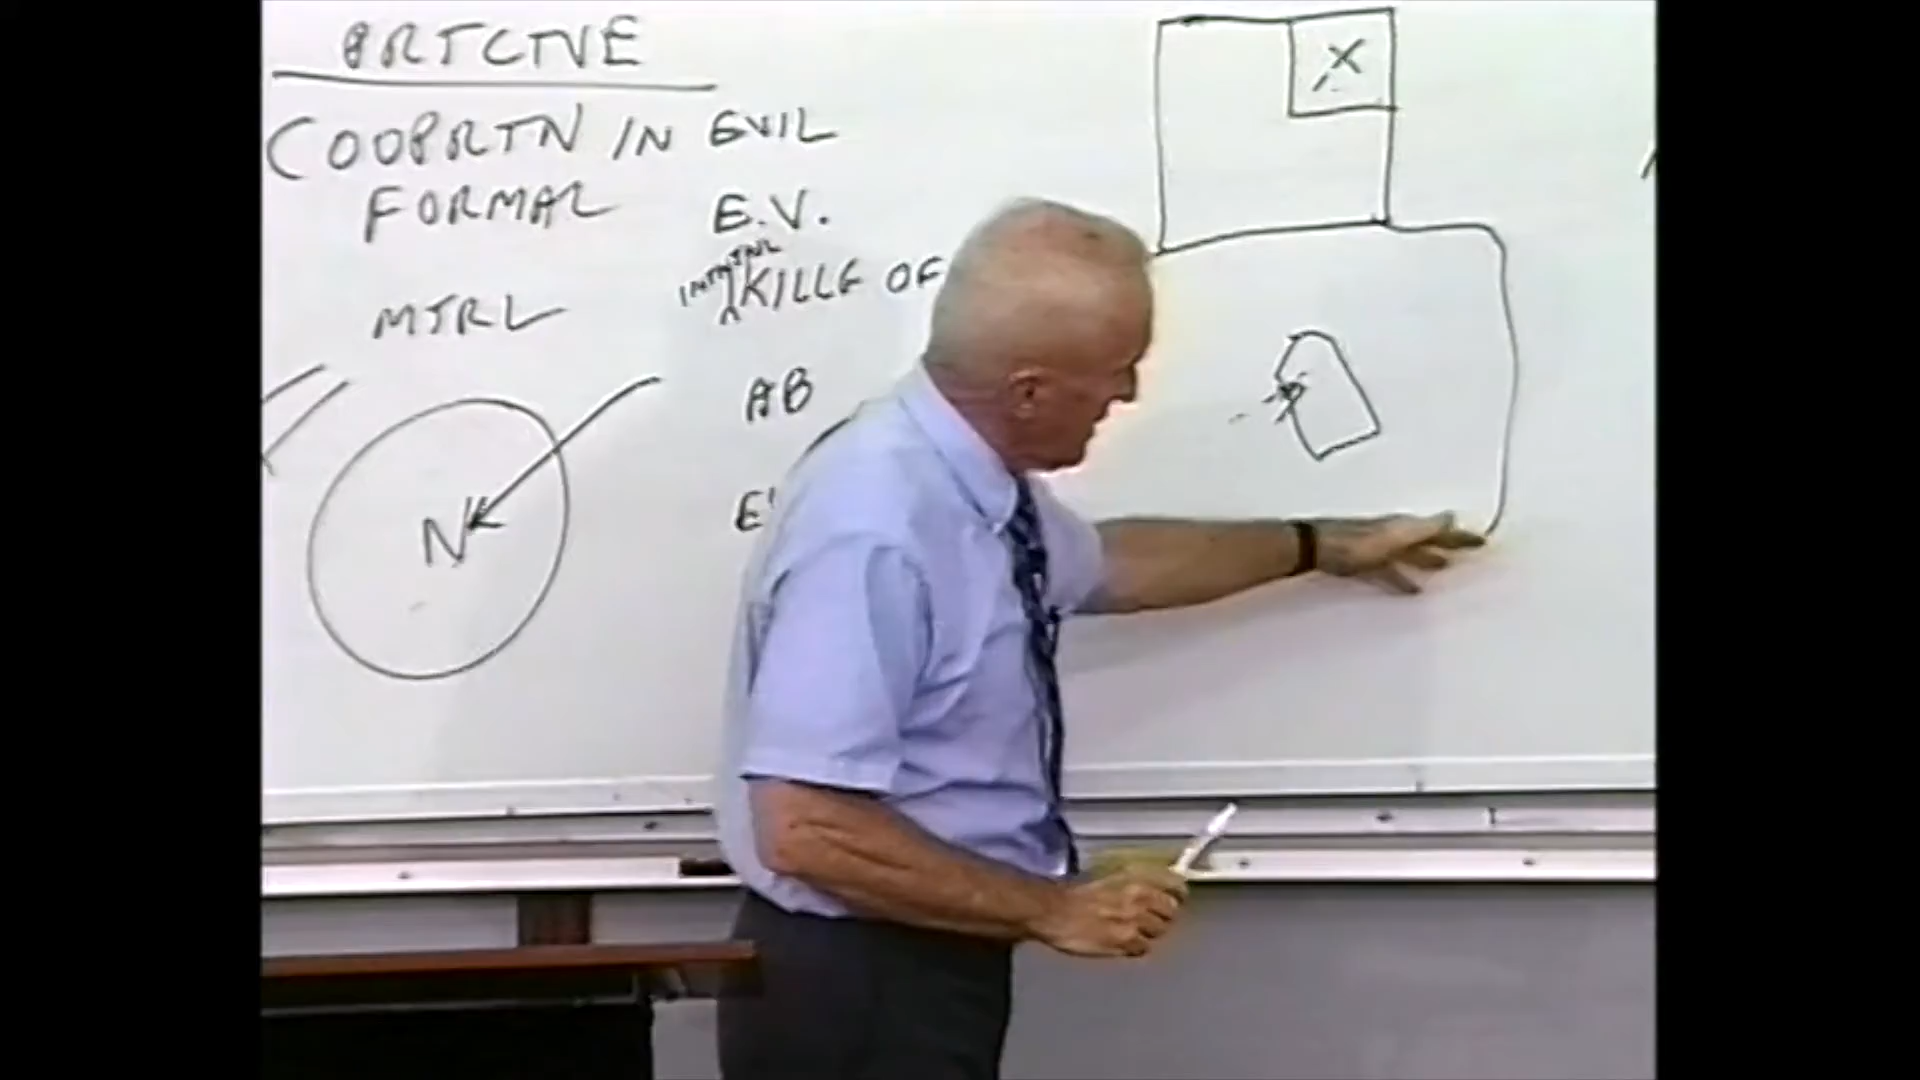 PRTCTVE
COOPRTN IN EVIL
FORMAL E.V.
INTNTNL
MTRL KILLG OF
AB
N
X